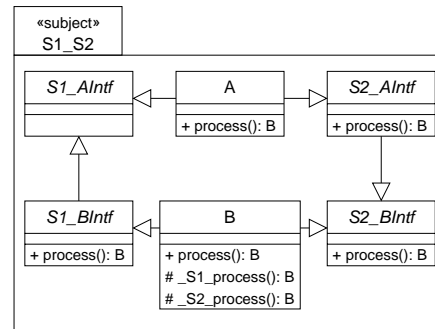 «subject»
S1_S2
S1_AIntf
A
S2_AIntf
+ process(): B
+ process(): B
S1_BIntf
B
S2_BIntf
+ process(): B
+ process(): B
+ process(): B
# _S1_process(): B
# _S2_process(): B